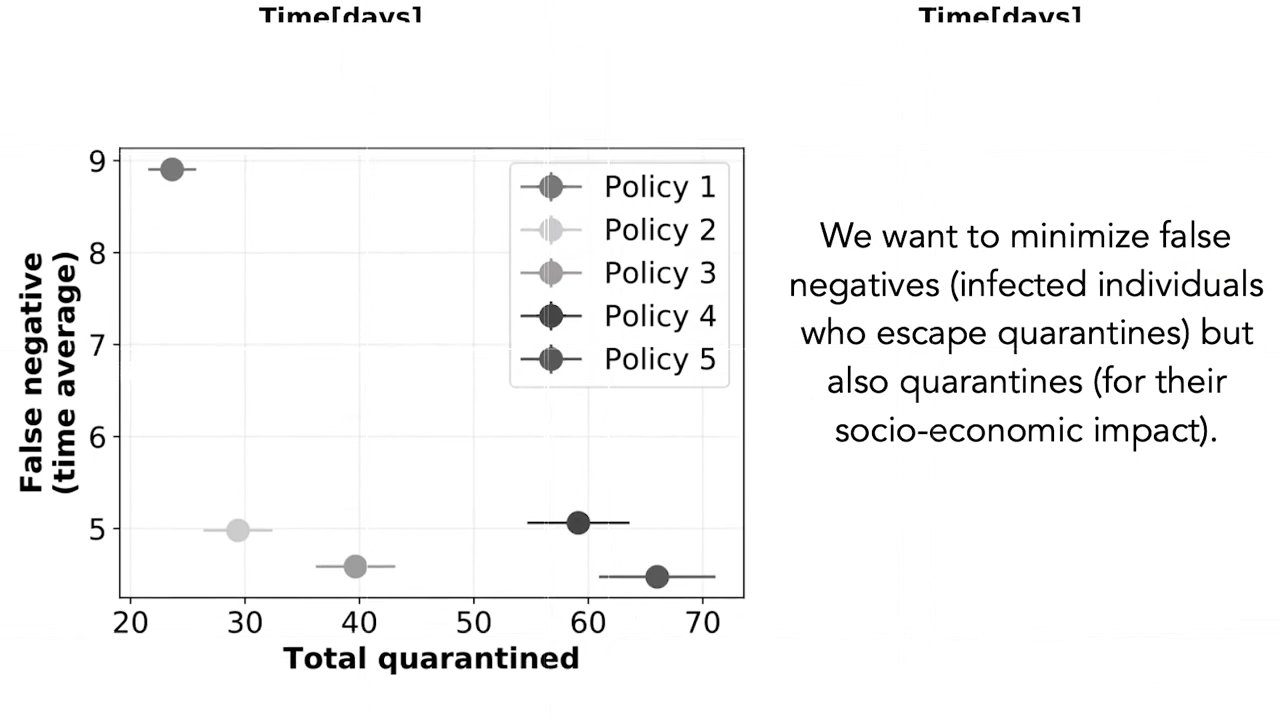 Time[days]
Time[days]
9
8
7
6
5
False negative
(time average)
Policy 1
Policy 2
Policy 3
Policy 4
Policy 5
20 30 40 50 60 70
Total quarantined
We want to minimize false
negatives (infected individuals
who escape quarantines) but
also quarantines (for their
socio-economic impact).